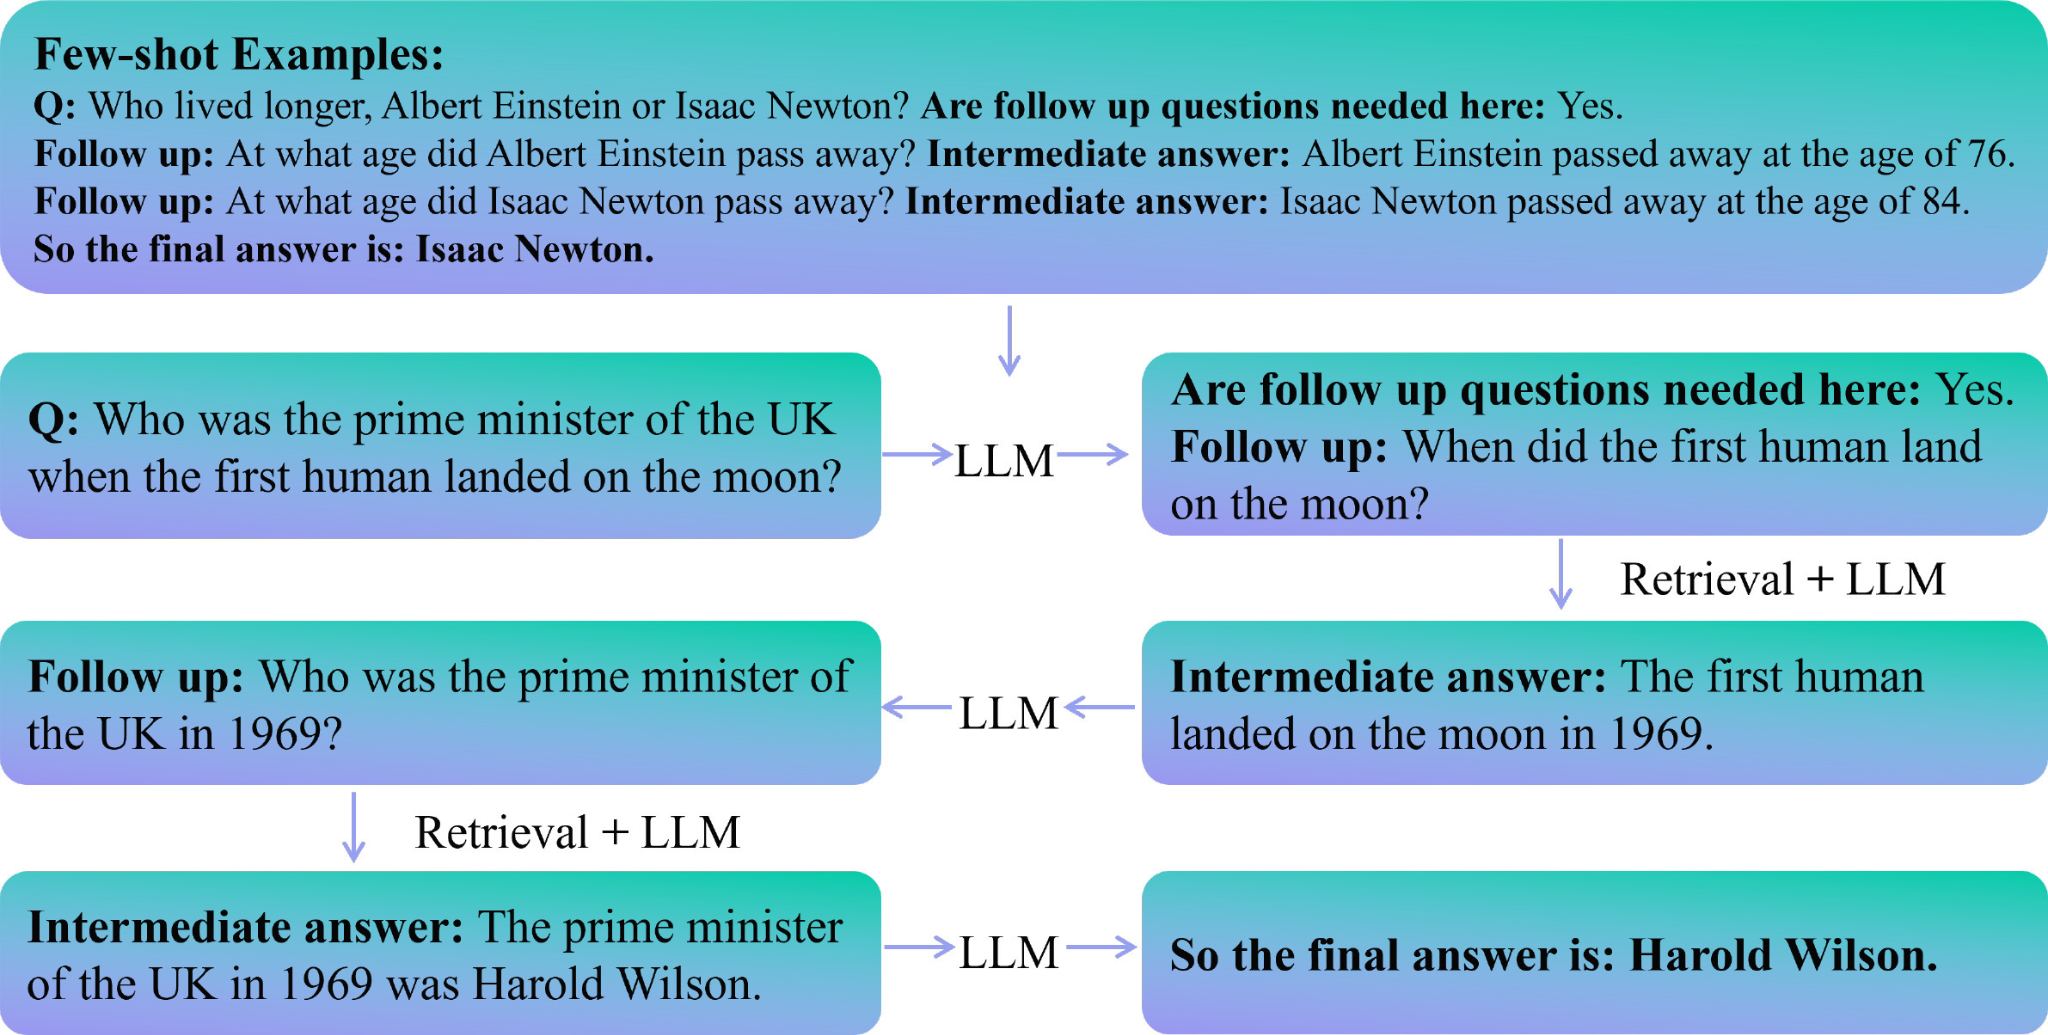 Few-shot Examples:
Q: Who lived longer, Albert Einstein or Isaac Newton? Are follow up questions needed here: Yes.
Follow up: At what age did Albert Einstein pass away? Intermediate answer: Albert Einstein passed away at the age of 76.
Follow up: At what age did Isaac Newton pass away? Intermediate answer: Isaac Newton passed away at the age of 84.
So the final answer is: Isaac Newton.
Q: Who was the prime minister of the UK
when the first human landed on the moon?
LLM
Are follow up questions needed here: Yes.
Follow up: When did the first human land
on the moon?
Retrieval + LLM
Intermediate answer: The first human
landed on the moon in 1969.
LLM
Follow up: Who was the prime minister of
the UK in 1969?
Retrieval + LLM
Intermediate answer: The prime minister
of the UK in 1969 was Harold Wilson.
LLM
So the final answer is: Harold Wilson.